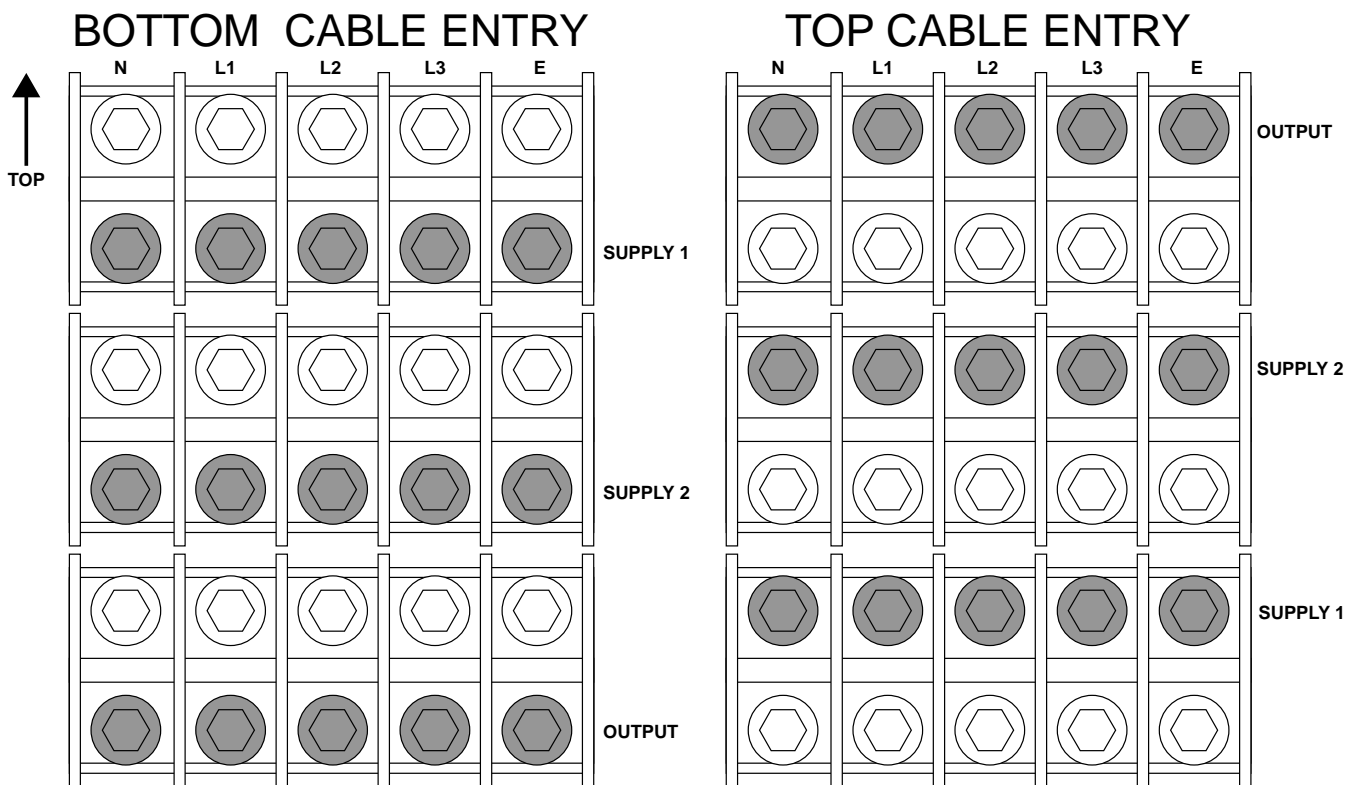 BOTTOM CABLE ENTRY
N L1 L2 L3 E
TOP
SUPPLY 1
SUPPLY 2
OUTPUT
TOP CABLE ENTRY
N L1 L2 L3 E
OUTPUT
SUPPLY 2
SUPPLY 1